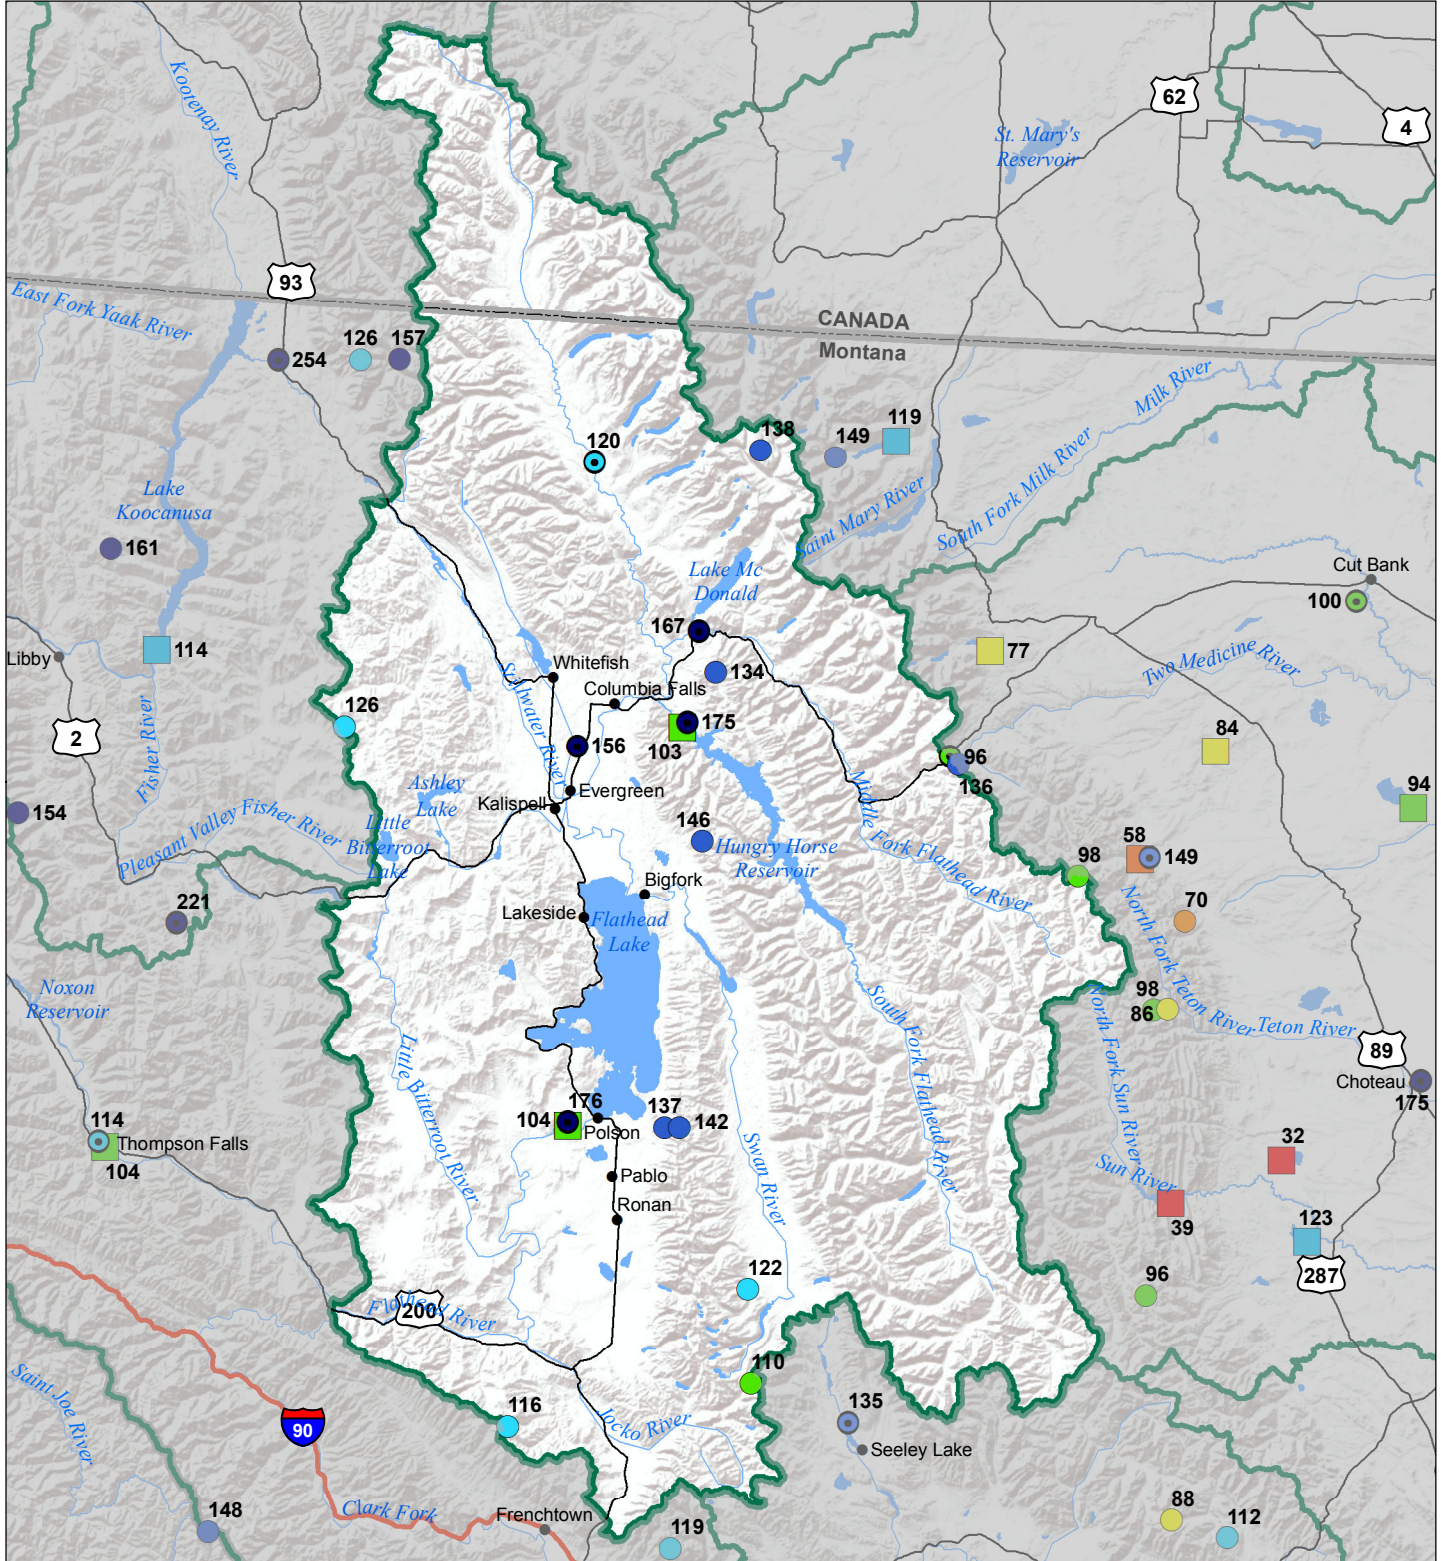 62
4
Kootenay River
St. Mary's
Reservoir
93
East Fork Yaak River
CANADA
Montana
254
126
157
Milk River
120
138
149
119
South Fork Milk River
Saint Mary River
Lake
Koocanusa
161
Cut Bank
100
Lake Mc
Donald
167
Libby
114
77
Two Medicine River
134
Whitefish
Columbia Falls
Stillwater River
126
2
Fisher River
175
103
156
84
96
136
Ashley
Lake
Evergreen
Kalispell
94
154
Pleasant Valley Fisher River
Little
Bitterroot
Lake
146
Hungry Horse
Reservoir
Middle Fork Flathead River
58
149
98
Bigfork
221
Lakeside
Flathead
Lake
70
North Fork Teton River
Noxon
Reservoir
98
86
Teton River
North Fork Sun River
South Fork Flathead River
Little Bitterroot River
89
Choteau
175
176
104
Polson
137
142
114
Thompson Falls
104
Swan River
32
Pablo
Sun River
39
Ronan
123
287
122
96
Flathead River
200
110
Saint Joe River
116
Jocko River
135
Seeley Lake
90
Clark Fork
148
Frenchtown
119
88
112